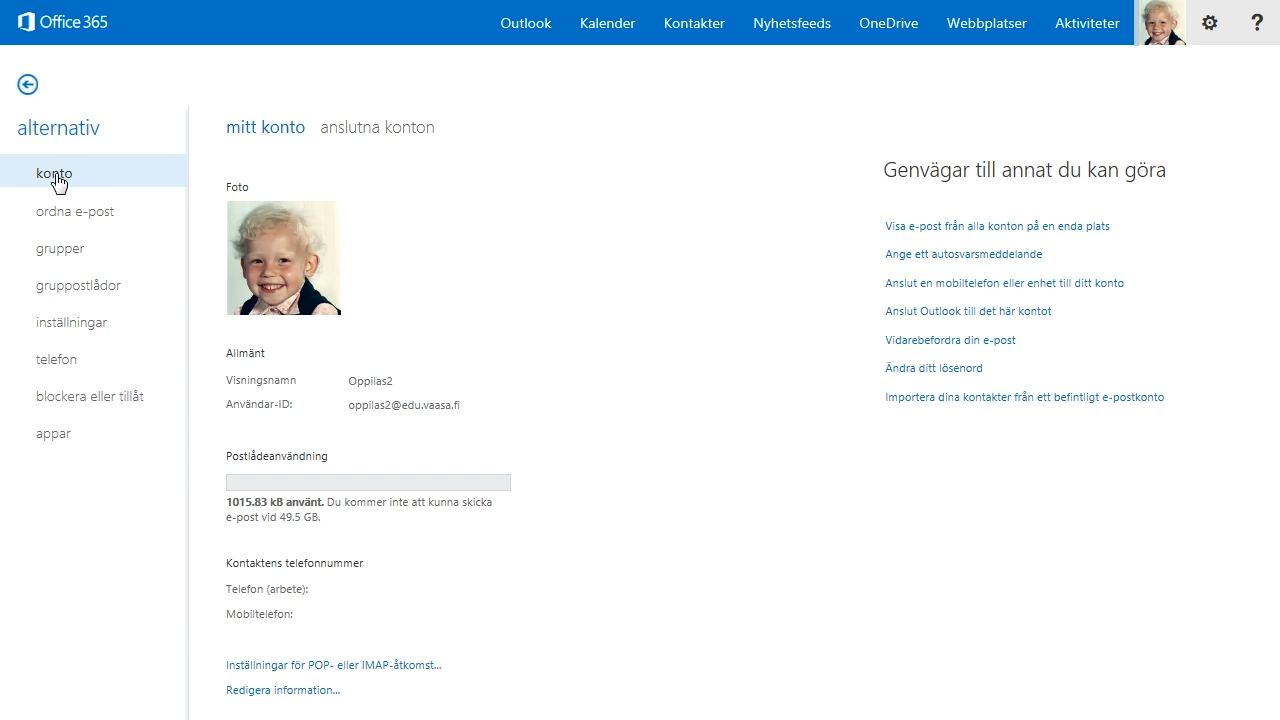 Office 365
Outlook Kalender Kontakter Nyhetsfeeds OneDrive Webbplatser Aktiviteter ?
alternativ
konto
ordna e-post
grupper
gruppostlådor
inställningar
telefon
blockera eller tillåt
appar
mitt konto anslutna konton
Foto
Allmänt
Visningsnamn Oppilas2
Användar-ID: oppilas2@edu.vaasa.fi
Postlådeanvändning
1015.83 kB använt. Du kommer inte att kunna skicka
e-post vid 49.5 GB.
Kontaktens telefonnummer
Telefon (arbete):
Mobiltelefon:
Inställningar för POP- eller IMAP-åtkomst...
Redigera information...
Genvägar till annat du kan göra
Visa e-post från alla konton på en enda plats
Ange ett autosvarsmeddelande
Anslut en mobiltelefon eller enhet till ditt konto
Anslut Outlook till det här kontot
Vidarebefordra din e-post
Ändra ditt lösenord
Importera dina kontakter från ett befintligt e-postkonto